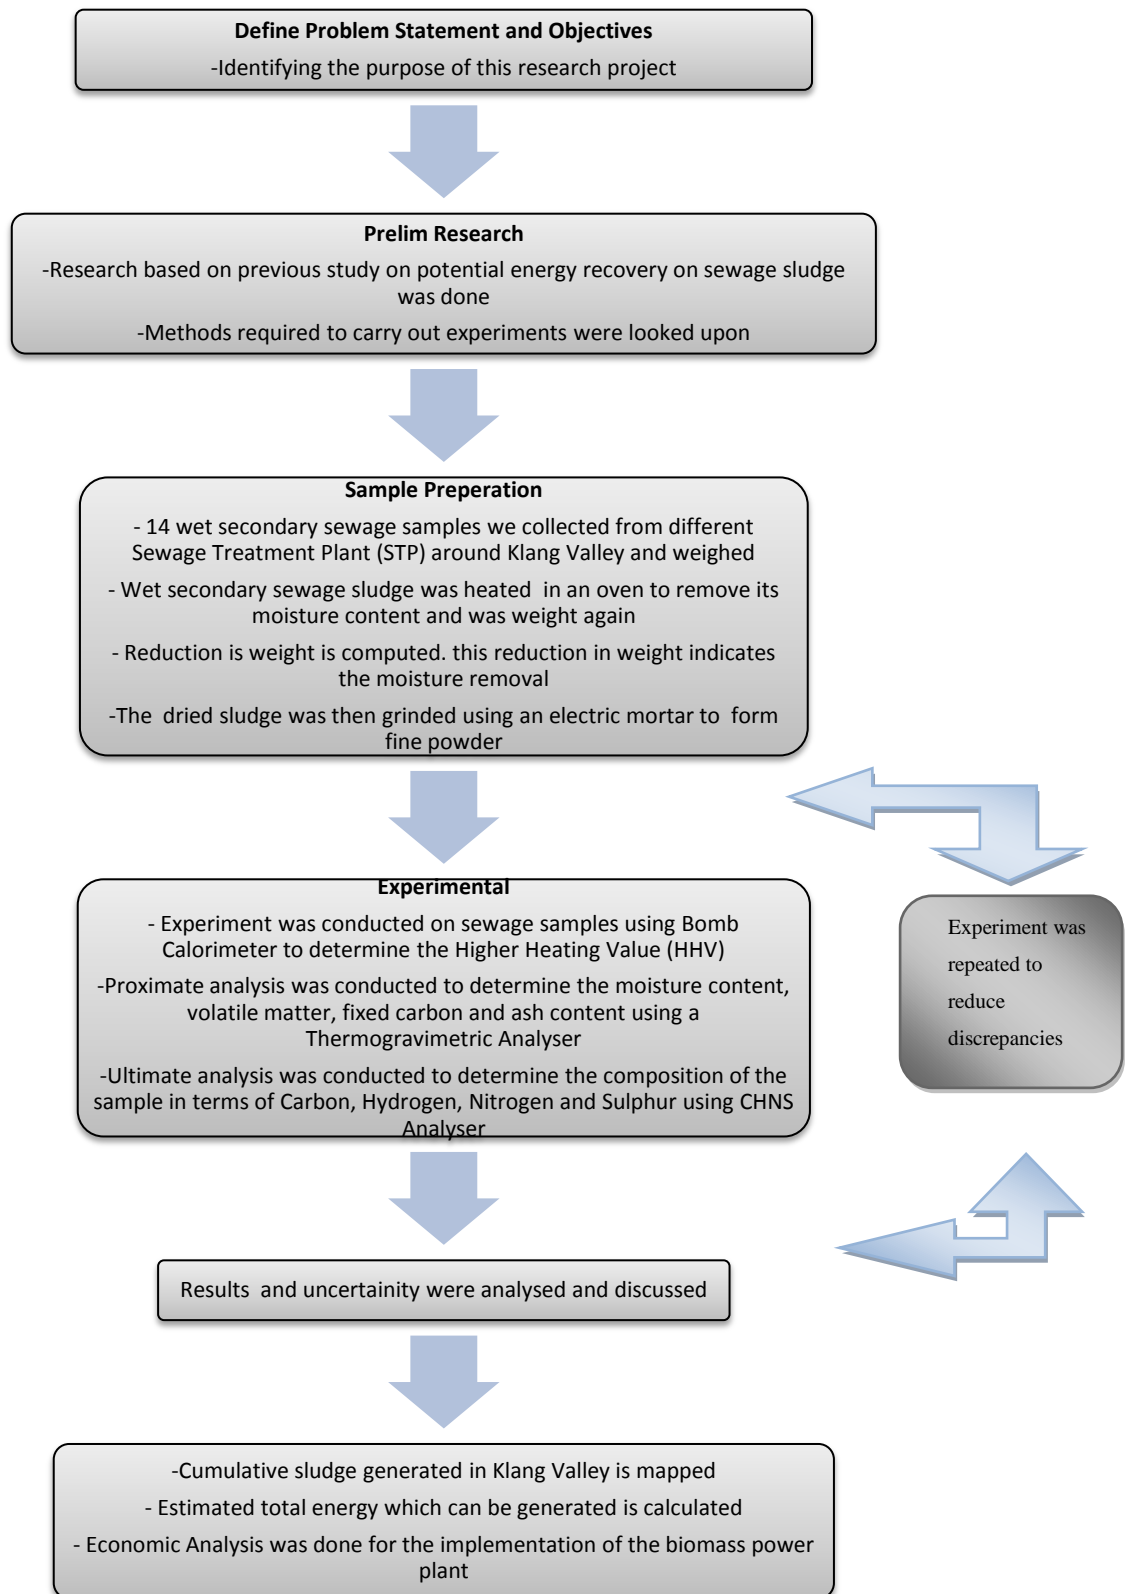 Define Problem Statement and Objectives
-Identifying the purpose of this research project
Prelim Research
-Research based on previous study on potential energy recovery on sewage sludge
was done
-Methods required to carry out experiments were looked upon
Sample Preperation
- 14 wet secondary sewage samples we collected from different
Sewage Treatment Plant (STP) around Klang Valley and weighed
- Wet secondary sewage sludge was heated in an oven to remove its
moisture content and was weight again
- Reduction is weight is computed. this reduction in weight indicates
the moisture removal
-The dried sludge was then grinded using an electric mortar to form
fine powder
Experimental
- Experiment was conducted on sewage samples using Bomb
Calorimeter to determine the Higher Heating Value (HHV)
-Proximate analysis was conducted to determine the moisture content,
volatile matter, fixed carbon and ash content using a
Thermogravimetric Analyser
-Ultimate analysis was conducted to determine the composition of the
sample in terms of Carbon, Hydrogen, Nitrogen and Sulphur using CHNS
Analyser
Experiment was
repeated to
reduce
discrepancies
Results and uncertainity were analysed and discussed
-Cumulative sludge generated in Klang Valley is mapped
- Estimated total energy which can be generated is calculated
- Economic Analysis was done for the implementation of the biomass power
plant